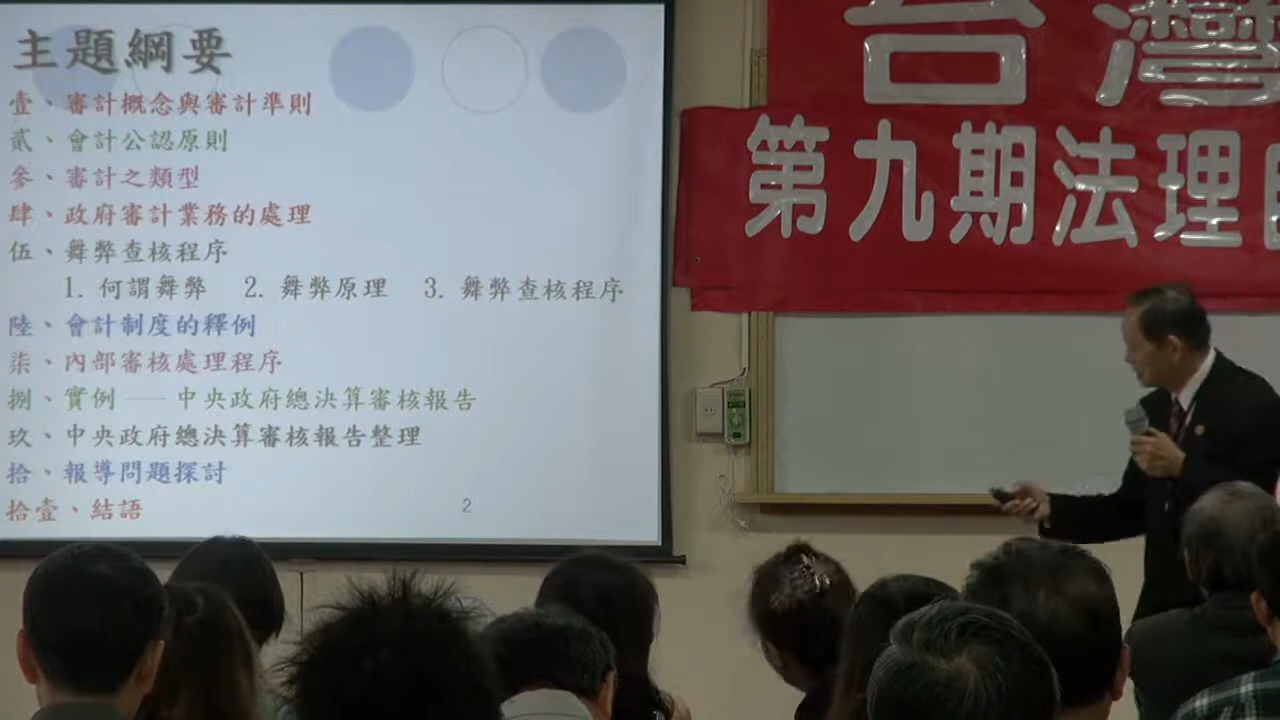 主題綱要
壹、審計概念與審計準則
貳、會計公認原則
參、審計之類型
肆、政府審計業務的處理
伍、舞弊查核程序
1. 何謂舞弊 2. 舞弊原理 3. 舞弊查核程序
陸、會計制度的釋例
柒、內部審核處理程序
捌、實例 — 中央政府總決算審核報告
玖、中央政府總決算審核報告整理
拾、報導問題探討
拾壹、結語
2
台灣
第九期法理